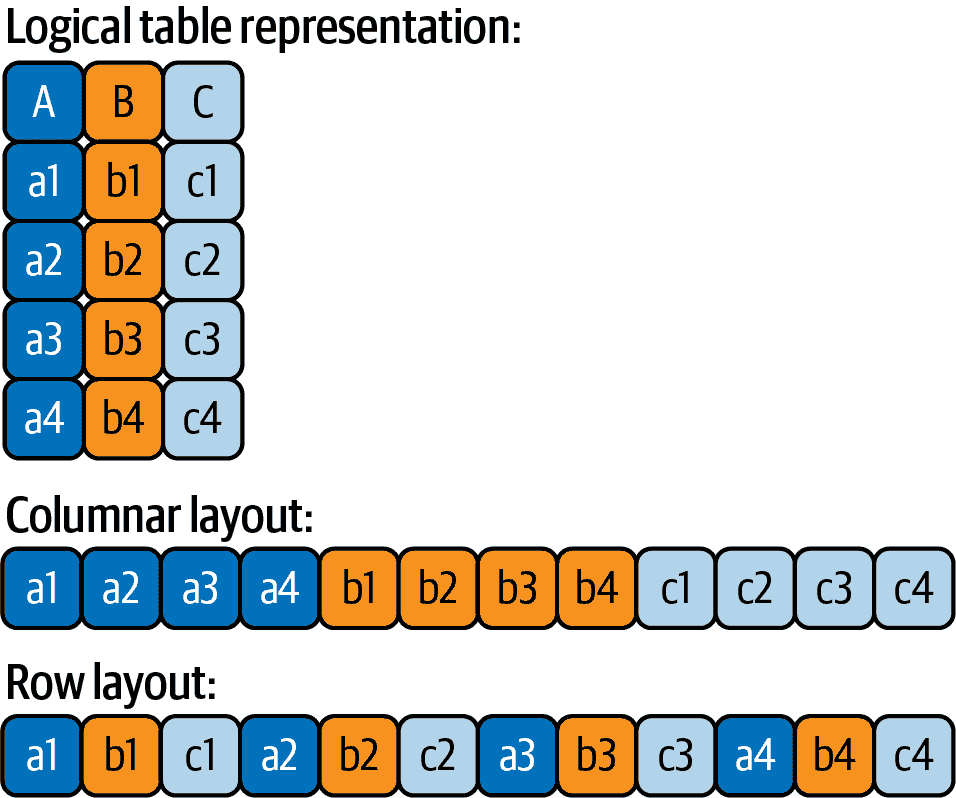 Logical table representation:
A B C
a1 b1 c1
a2 b2 c2
a3 b3 c3
a4 b4 c4
Columnar layout:
a1 a2 a3 a4 b1 b2 b3 b4 c1 c2 c3 c4
Row layout:
a1 b1 c1 a2 b2 c2 a3 b3 c3 a4 b4 c4